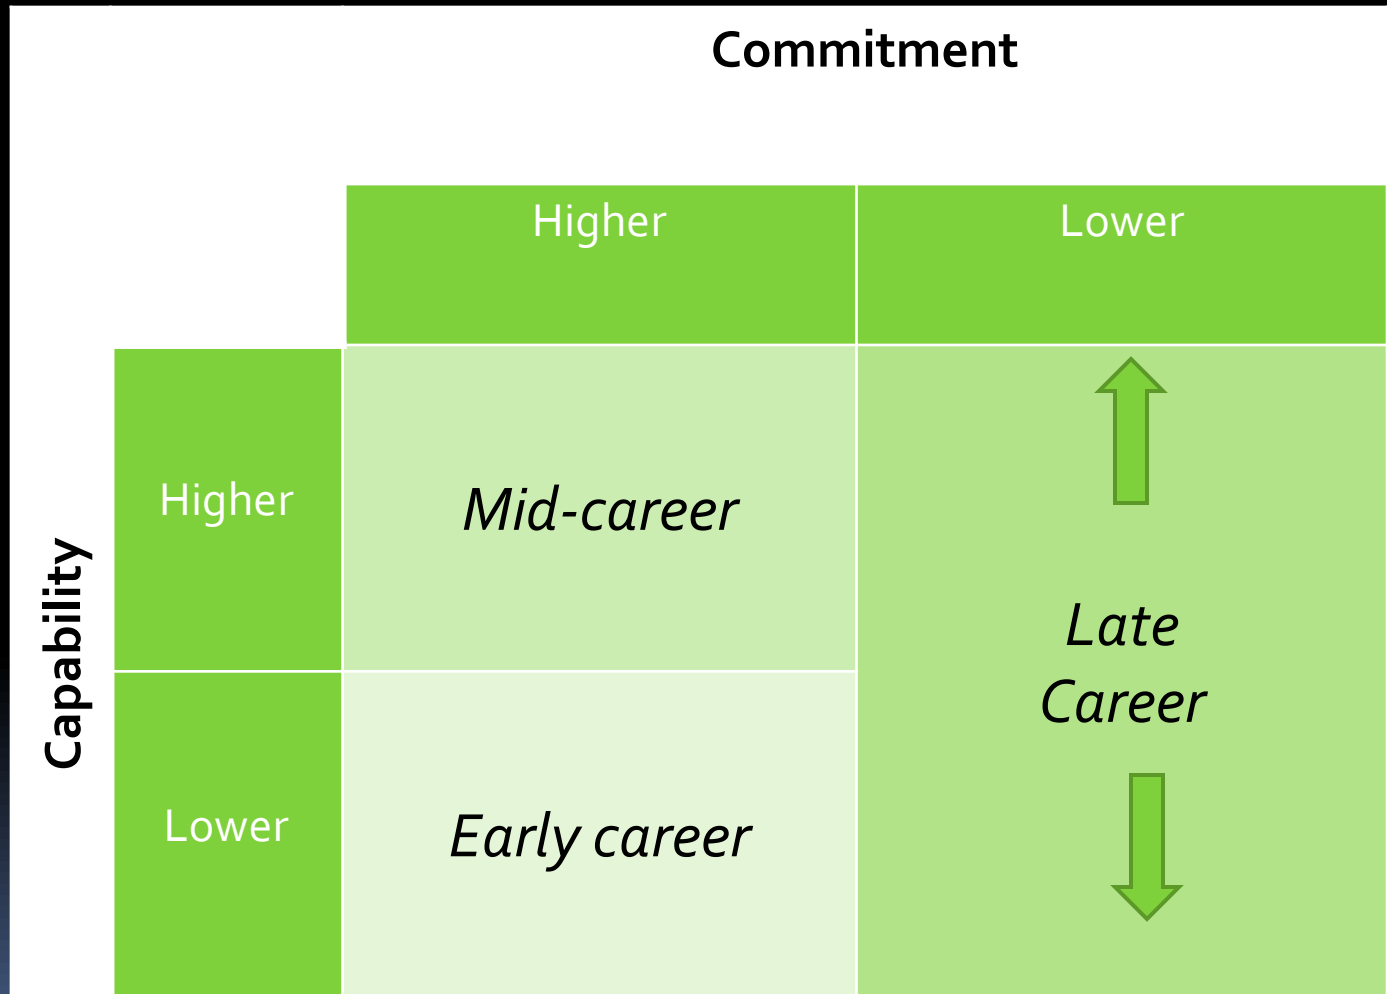 Commitment
Higher
Lower
Capability
Higher
Mid-career
Late
Career
Lower
Early career